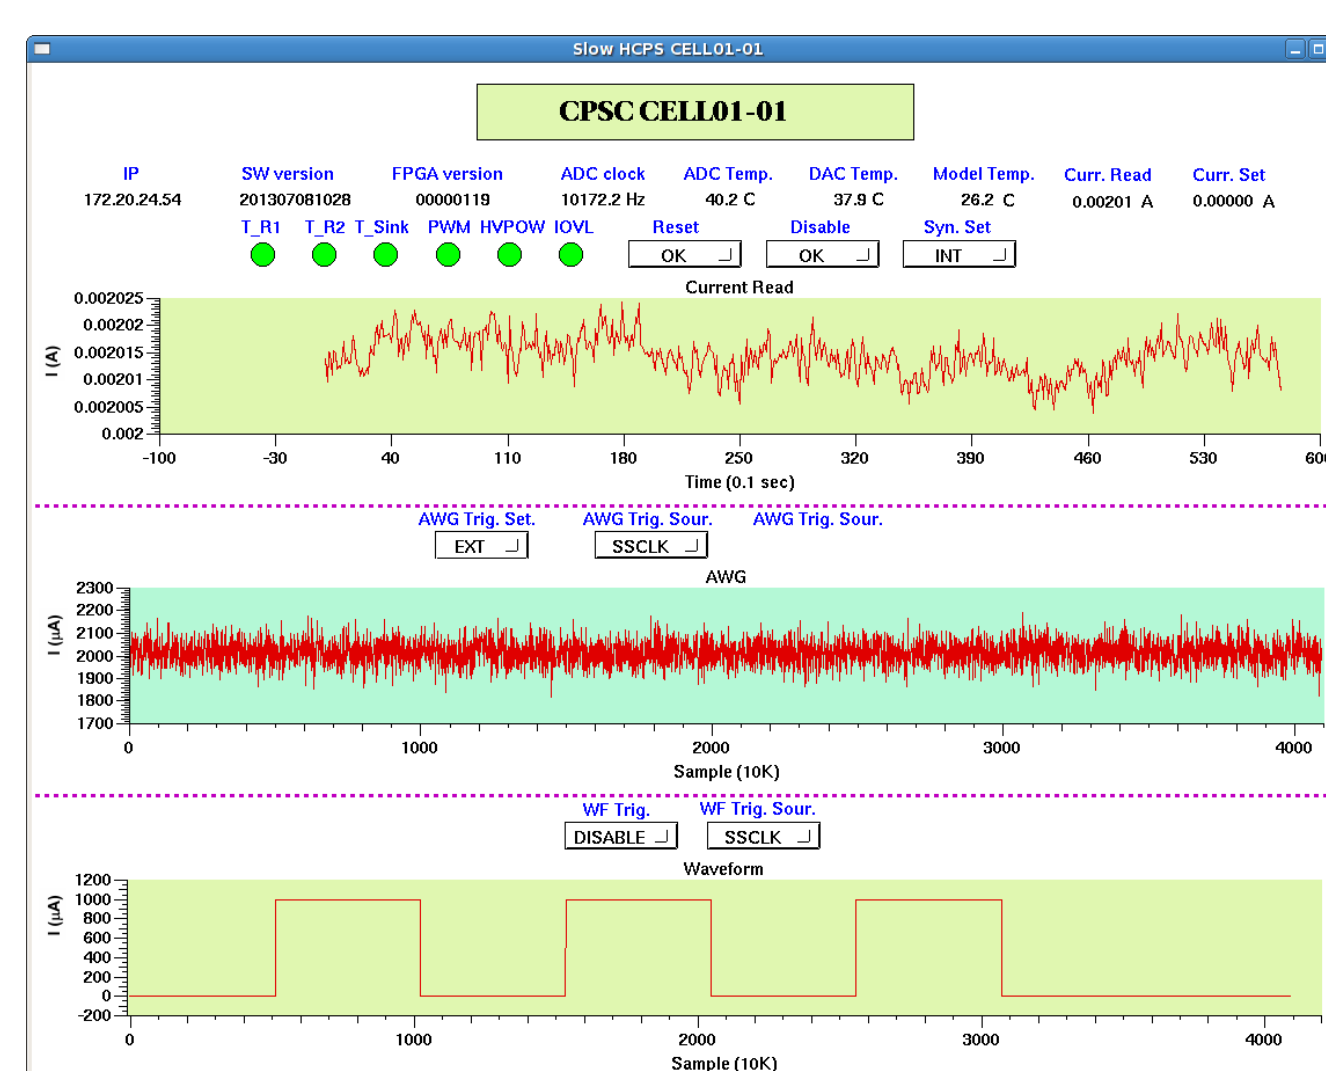 Slow HCPS CELL01-01
CPSC CELL01-01
IP SW version FPGA version ADC clock ADC Temp. DAC Temp. Model Temp. Curr. Read Curr. Set
172.20.24.54 201307081028 00000119 10172.2 Hz 40.2 C 37.9 C 26.2 C 0.00201 A 0.00000 A
T_R1 T_R2 T_Sink PWM HVPOW IOVL Reset Disable Syn. Set
OK OK INT
Current Read
0.002025
0.00202
0.002015
0.00201
0.002005
0.002
I (A)
-100 -30 40 110 180 250 320 390 460 530 600
Time (0.1 sec)
AWG Trig. Set. AWG Trig. Sour. AWG Trig. Sour.
EXT SSCLK
AWG
2300
2200
2100
2000
1900
1800
1700
I (µA)
0 1000 2000 3000 4000
Sample (10K)
WF Trig. WF Trig. Sour.
DISABLE SSCLK
Waveform
1200
1000
800
600
400
200
0
-200
I (µA)
0 1000 2000 3000 4000
Sample (10K)